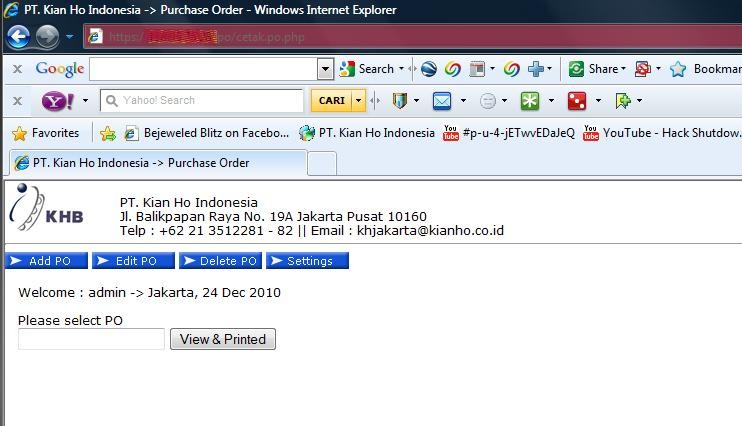 PT. Kian Ho Indonesia -> Purchase Order - Windows Internet Explorer
https:// po/cetak.po.php
x Google Search Share Bookmar
x Y! Yahoo! Search CARI
Favorites Bejeweled Blitz on Facebo... PT. Kian Ho Indonesia You Tube #p-u-4-jETwvEDaJeQ You Tube YouTube - Hack Shutdow...
PT. Kian Ho Indonesia -> Purchase Order
KHB
PT. Kian Ho Indonesia
Jl. Balikpapan Raya No. 19A Jakarta Pusat 10160
Telp : +62 21 3512281 - 82 || Email : khjakarta@kianho.co.id
Add PO Edit PO Delete PO Settings
Welcome : admin -> Jakarta, 24 Dec 2010
Please select PO
View & Printed